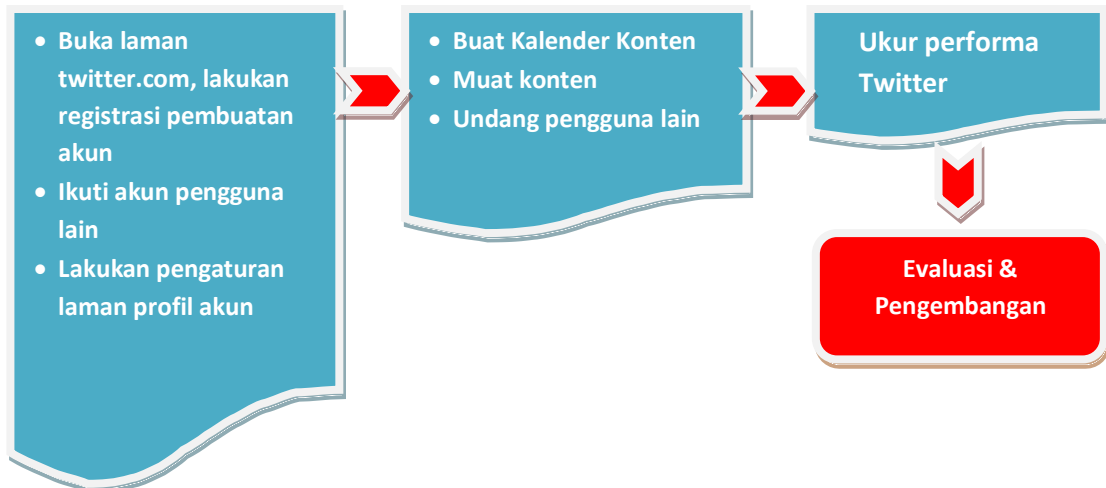 • Buka laman
twitter.com, lakukan
registrasi pembuatan
akun
• Ikuti akun pengguna
lain
• Lakukan pengaturan
laman profil akun
• Buat Kalender Konten
• Muat konten
• Undang pengguna lain
Ukur performa
Twitter
Evaluasi &
Pengembangan